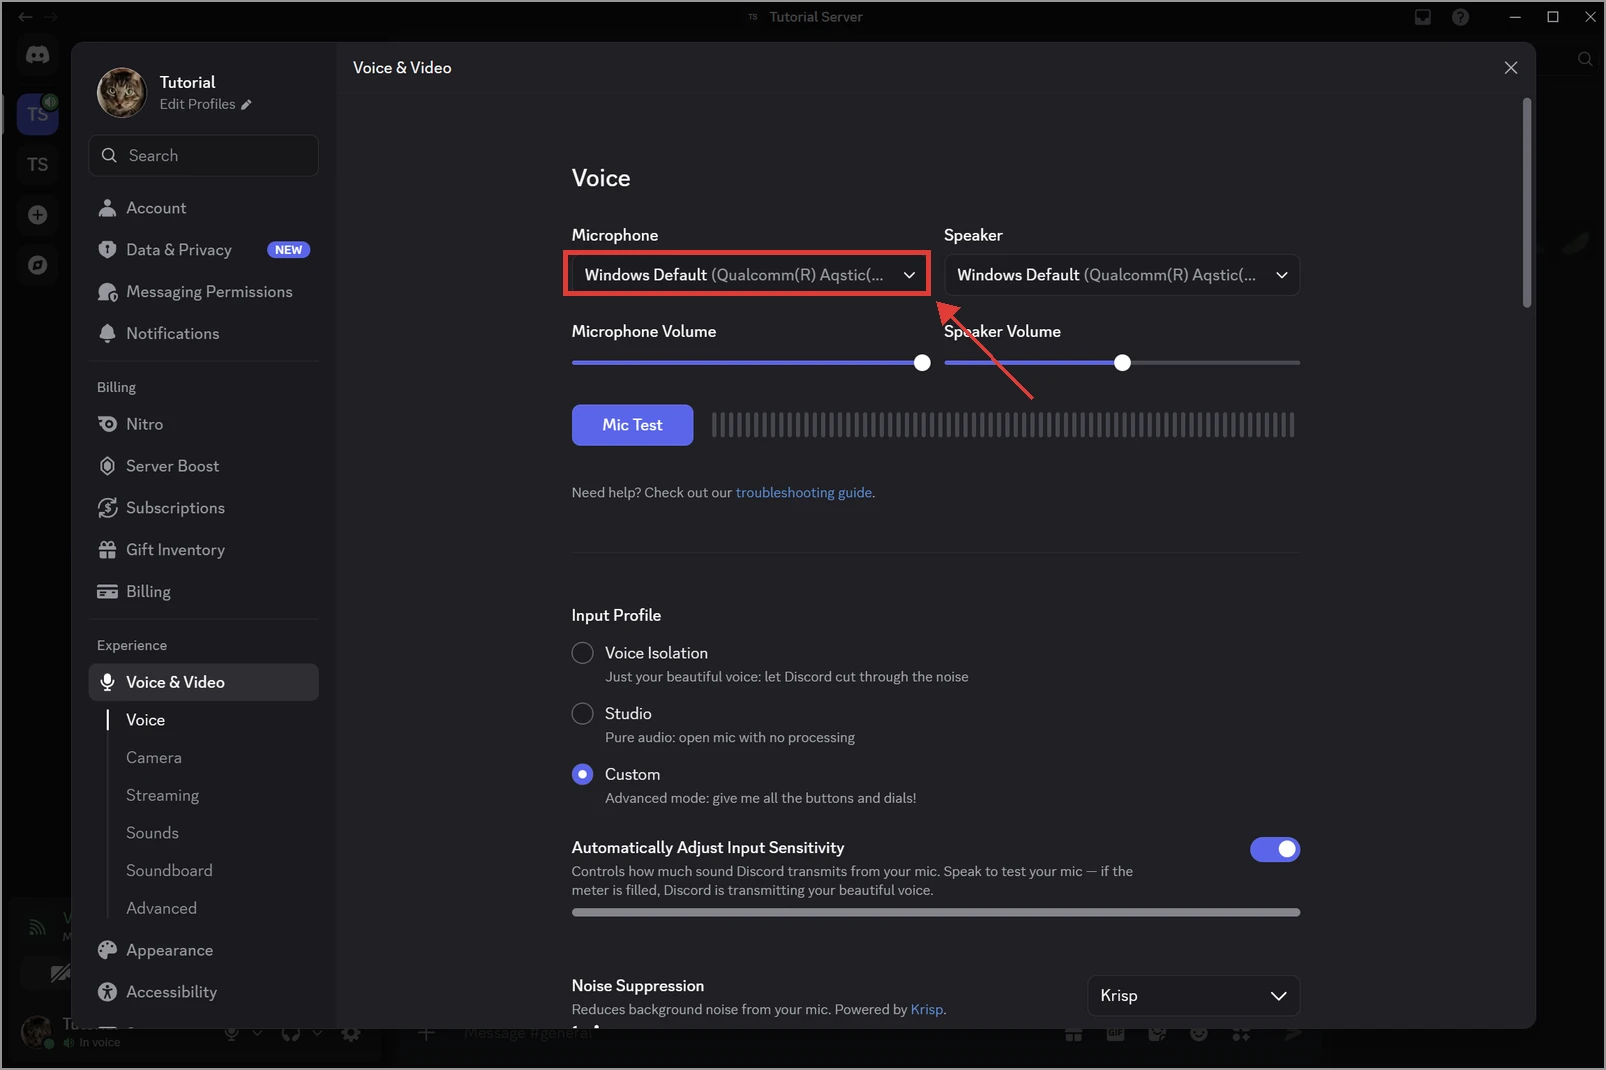 TS Tutorial Server
TS
TS
Tutorial
Edit Profiles
Search
Account
Data & Privacy NEW
Messaging Permissions
Notifications
Billing
Nitro
Server Boost
Subscriptions
Gift Inventory
Billing
Experience
Voice & Video
Voice
Camera
Streaming
Sounds
Soundboard
Advanced
Appearance
Accessibility
In voice
Voice & Video
Voice
Microphone
Windows Default (Qualcomm(R) Aqstic(...
Speaker
Windows Default (Qualcomm(R) Aqstic(...
Microphone Volume
Speaker Volume
Mic Test
Need help? Check out our troubleshooting guide.
Input Profile
Voice Isolation
Just your beautiful voice: let Discord cut through the noise
Studio
Pure audio: open mic with no processing
Custom
Advanced mode: give me all the buttons and dials!
Automatically Adjust Input Sensitivity
Controls how much sound Discord transmits from your mic. Speak to test your mic — if the
meter is filled, Discord is transmitting your beautiful voice.
Noise Suppression
Reduces background noise from your mic. Powered by Krisp.
Krisp
Message #general
GIF